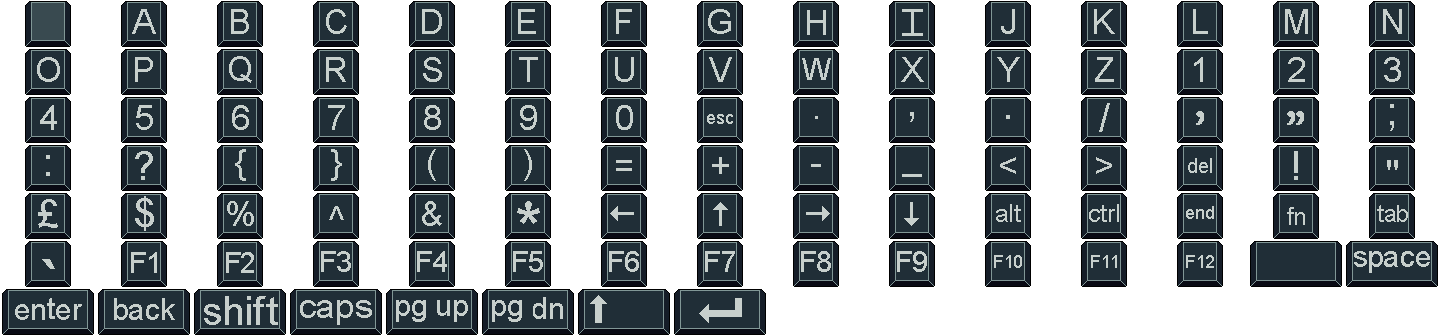 A B C D E F G H I J K L M N
O P Q R S T U V W X Y Z 1 2 3
4 5 6 7 8 9 0 esc . ’ · / ❜ ❞ ;
: ? { } ( ) = + - _ < > del ! "
£ $ % ^ & * ← ↑ → ↓ alt ctrl end fn tab
` F1 F2 F3 F4 F5 F6 F7 F8 F9 F10 F11 F12 space
enter back shift caps pg up pg dn ↑ ↵